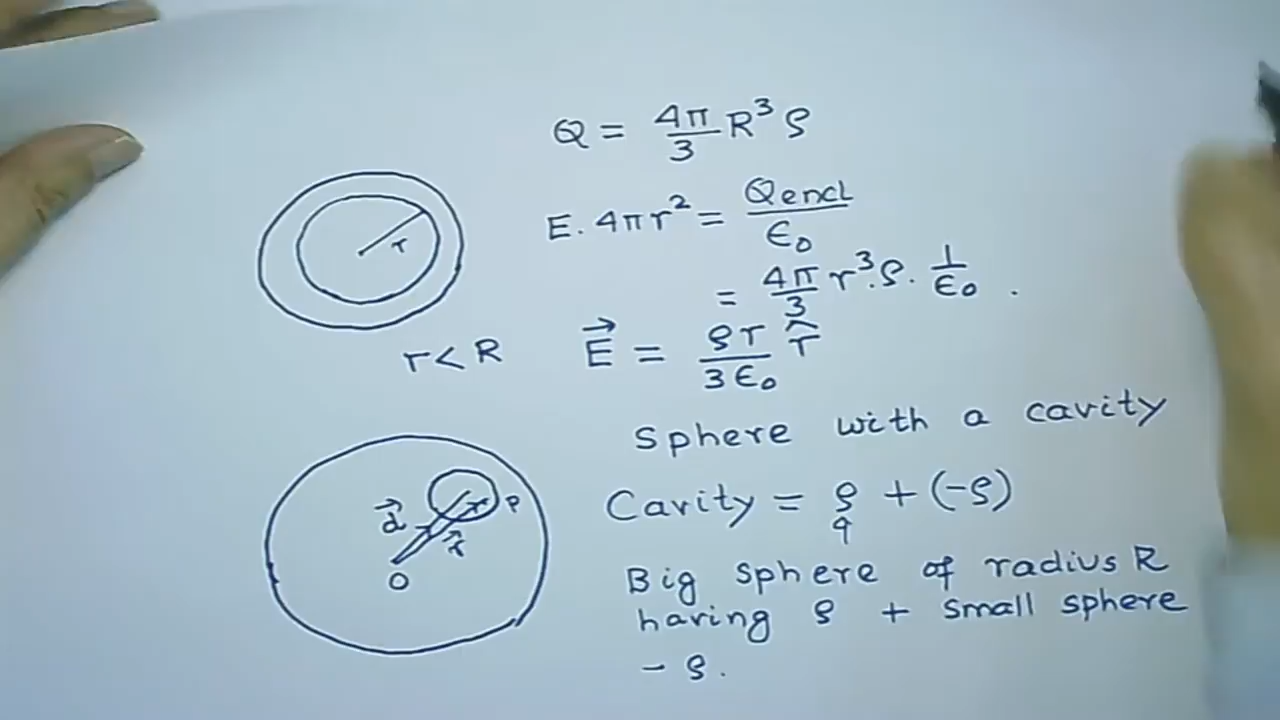 Q = 4π/3 R³ ρ
E. 4πr² = Qencl/ε₀
r
= 4π/3 r³.ρ. 1/ε₀ .
r < R
E⃗ = ρr/3ε₀ r̂
Sphere with a cavity
Cavity = ρ + (-ρ)
d⃗
r⃗
P
O
Big sphere of radius R
having ρ + small sphere
- ρ.